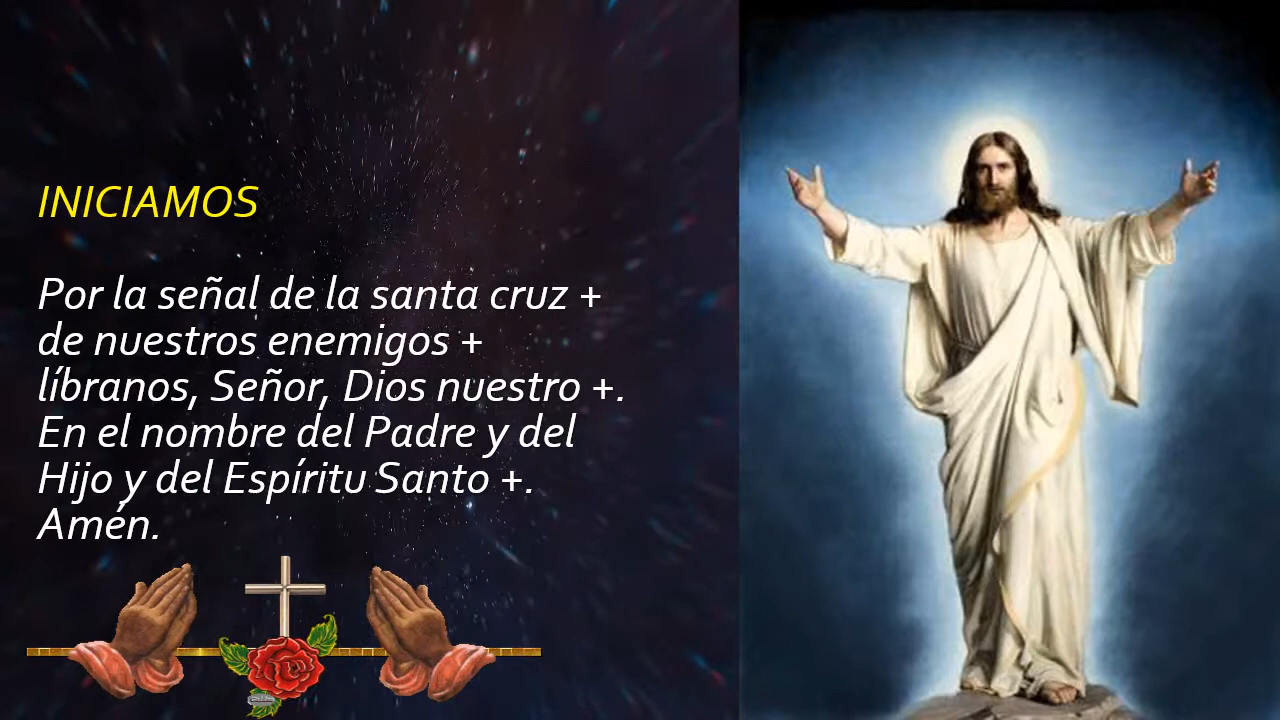 INICIAMOS
Por la señal de la santa cruz +
de nuestros enemigos +
líbranos, Señor, Dios nuestro +.
En el nombre del Padre y del
Hijo y del Espíritu Santo +.
Amén.